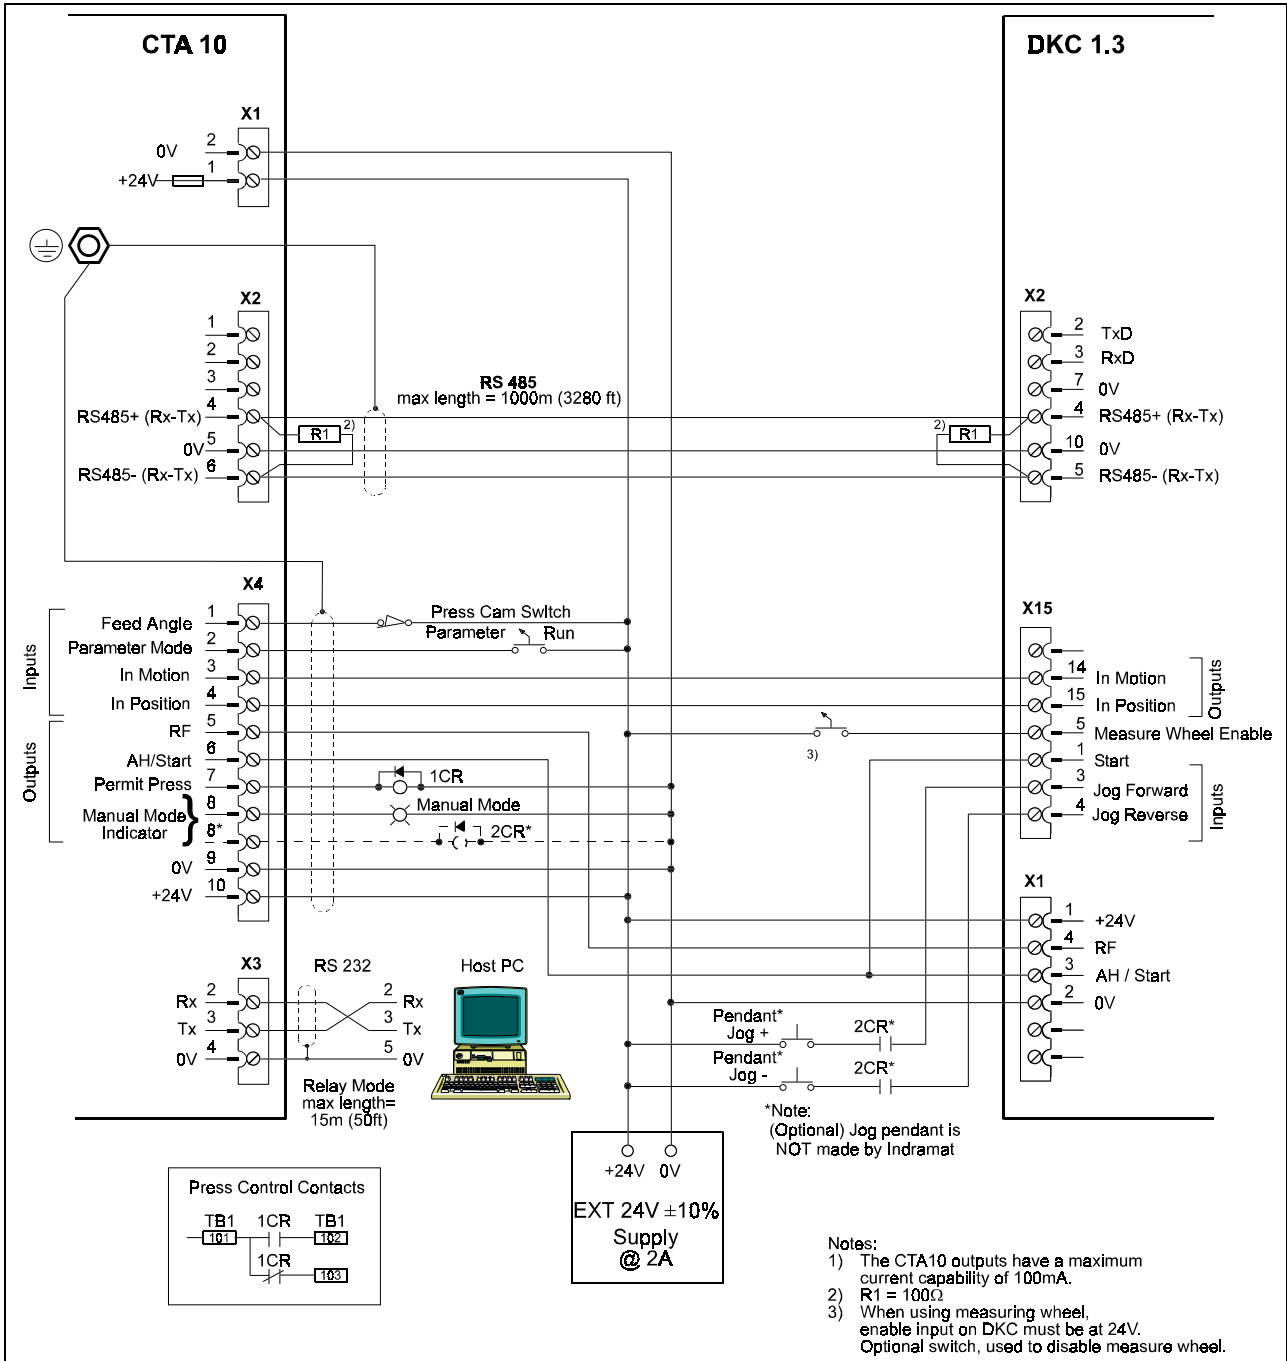 CTA 10
DKC 1.3
X1
0V 2
+24V 1
X2
1
2
3
RS485+ (Rx-Tx) 4
0V 5
RS485- (Rx-Tx) 6
R1 2)
RS 485
max length = 1000m (3280 ft)
2) R1
X2
2 TxD
3 RxD
7 0V
4 RS485+ (Rx-Tx)
10 0V
5 RS485- (Rx-Tx)
X4
Inputs
Feed Angle 1
Parameter Mode 2
In Motion 3
In Position 4
Outputs
RF 5
AH/Start 6
Permit Press 7
Manual Mode 8
Indicator 8*
0V 9
+24V 10
Press Cam Switch
Parameter Run
1CR
Manual Mode
2CR*
3)
X15
14 In Motion
15 In Position
Outputs
5 Measure Wheel Enable
1 Start
3 Jog Forward
4 Jog Reverse
Inputs
X1
1 +24V
4 RF
3 AH / Start
2 0V
X3
RS 232
Host PC
Rx 2
Tx 3
0V 4
2 Rx
3 Tx
5 0V
Relay Mode
max length=
15m (50ft)
Pendant*
Jog +
2CR*
Pendant*
Jog -
2CR*
*Note:
(Optional) Jog pendant is
NOT made by Indramat
+24V 0V
EXT 24V ±10%
Supply
@ 2A
Press Control Contacts
TB1 1CR TB1
101 102
1CR
103
Notes:
1) The CTA10 outputs have a maximum
current capability of 100mA.
2) R1 = 100Ω
3) When using measuring wheel,
enable input on DKC must be at 24V.
Optional switch, used to disable measure wheel.